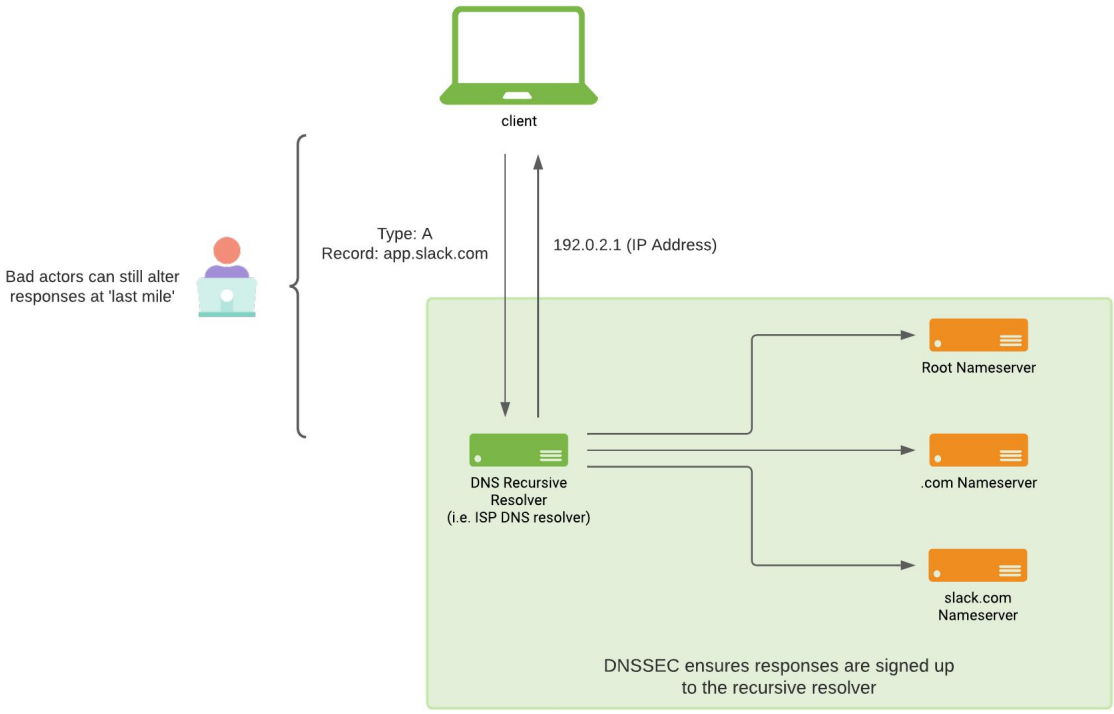 client
Type: A
Record: app.slack.com
192.0.2.1 (IP Address)
Bad actors can still alter
responses at 'last mile'
Root Nameserver
DNS Recursive
Resolver
(i.e. ISP DNS resolver)
.com Nameserver
slack.com
Nameserver
DNSSEC ensures responses are signed up
to the recursive resolver